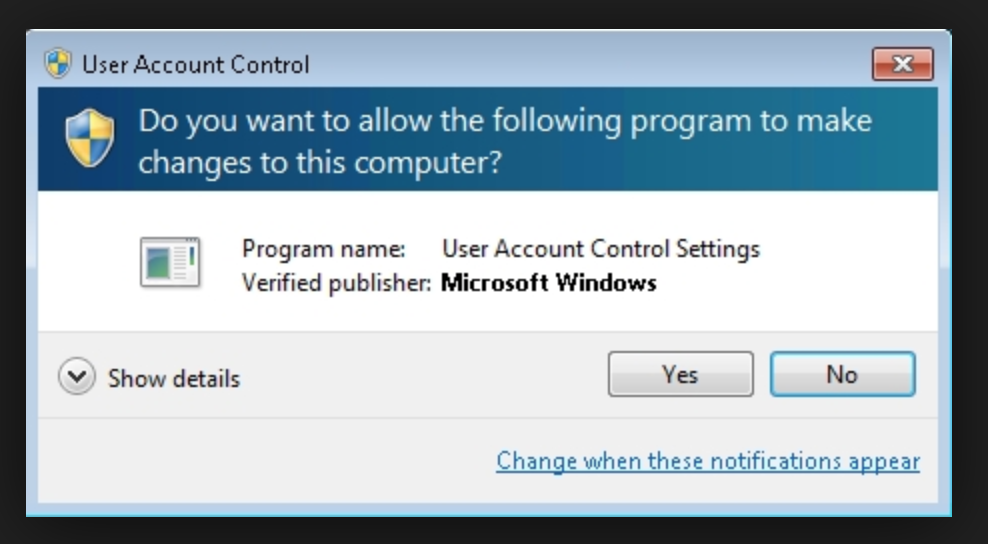 User Account Control
Do you want to allow the following program to make
changes to this computer?
Program name: User Account Control Settings
Verified publisher: Microsoft Windows
Show details
Yes
No
Change when these notifications appear